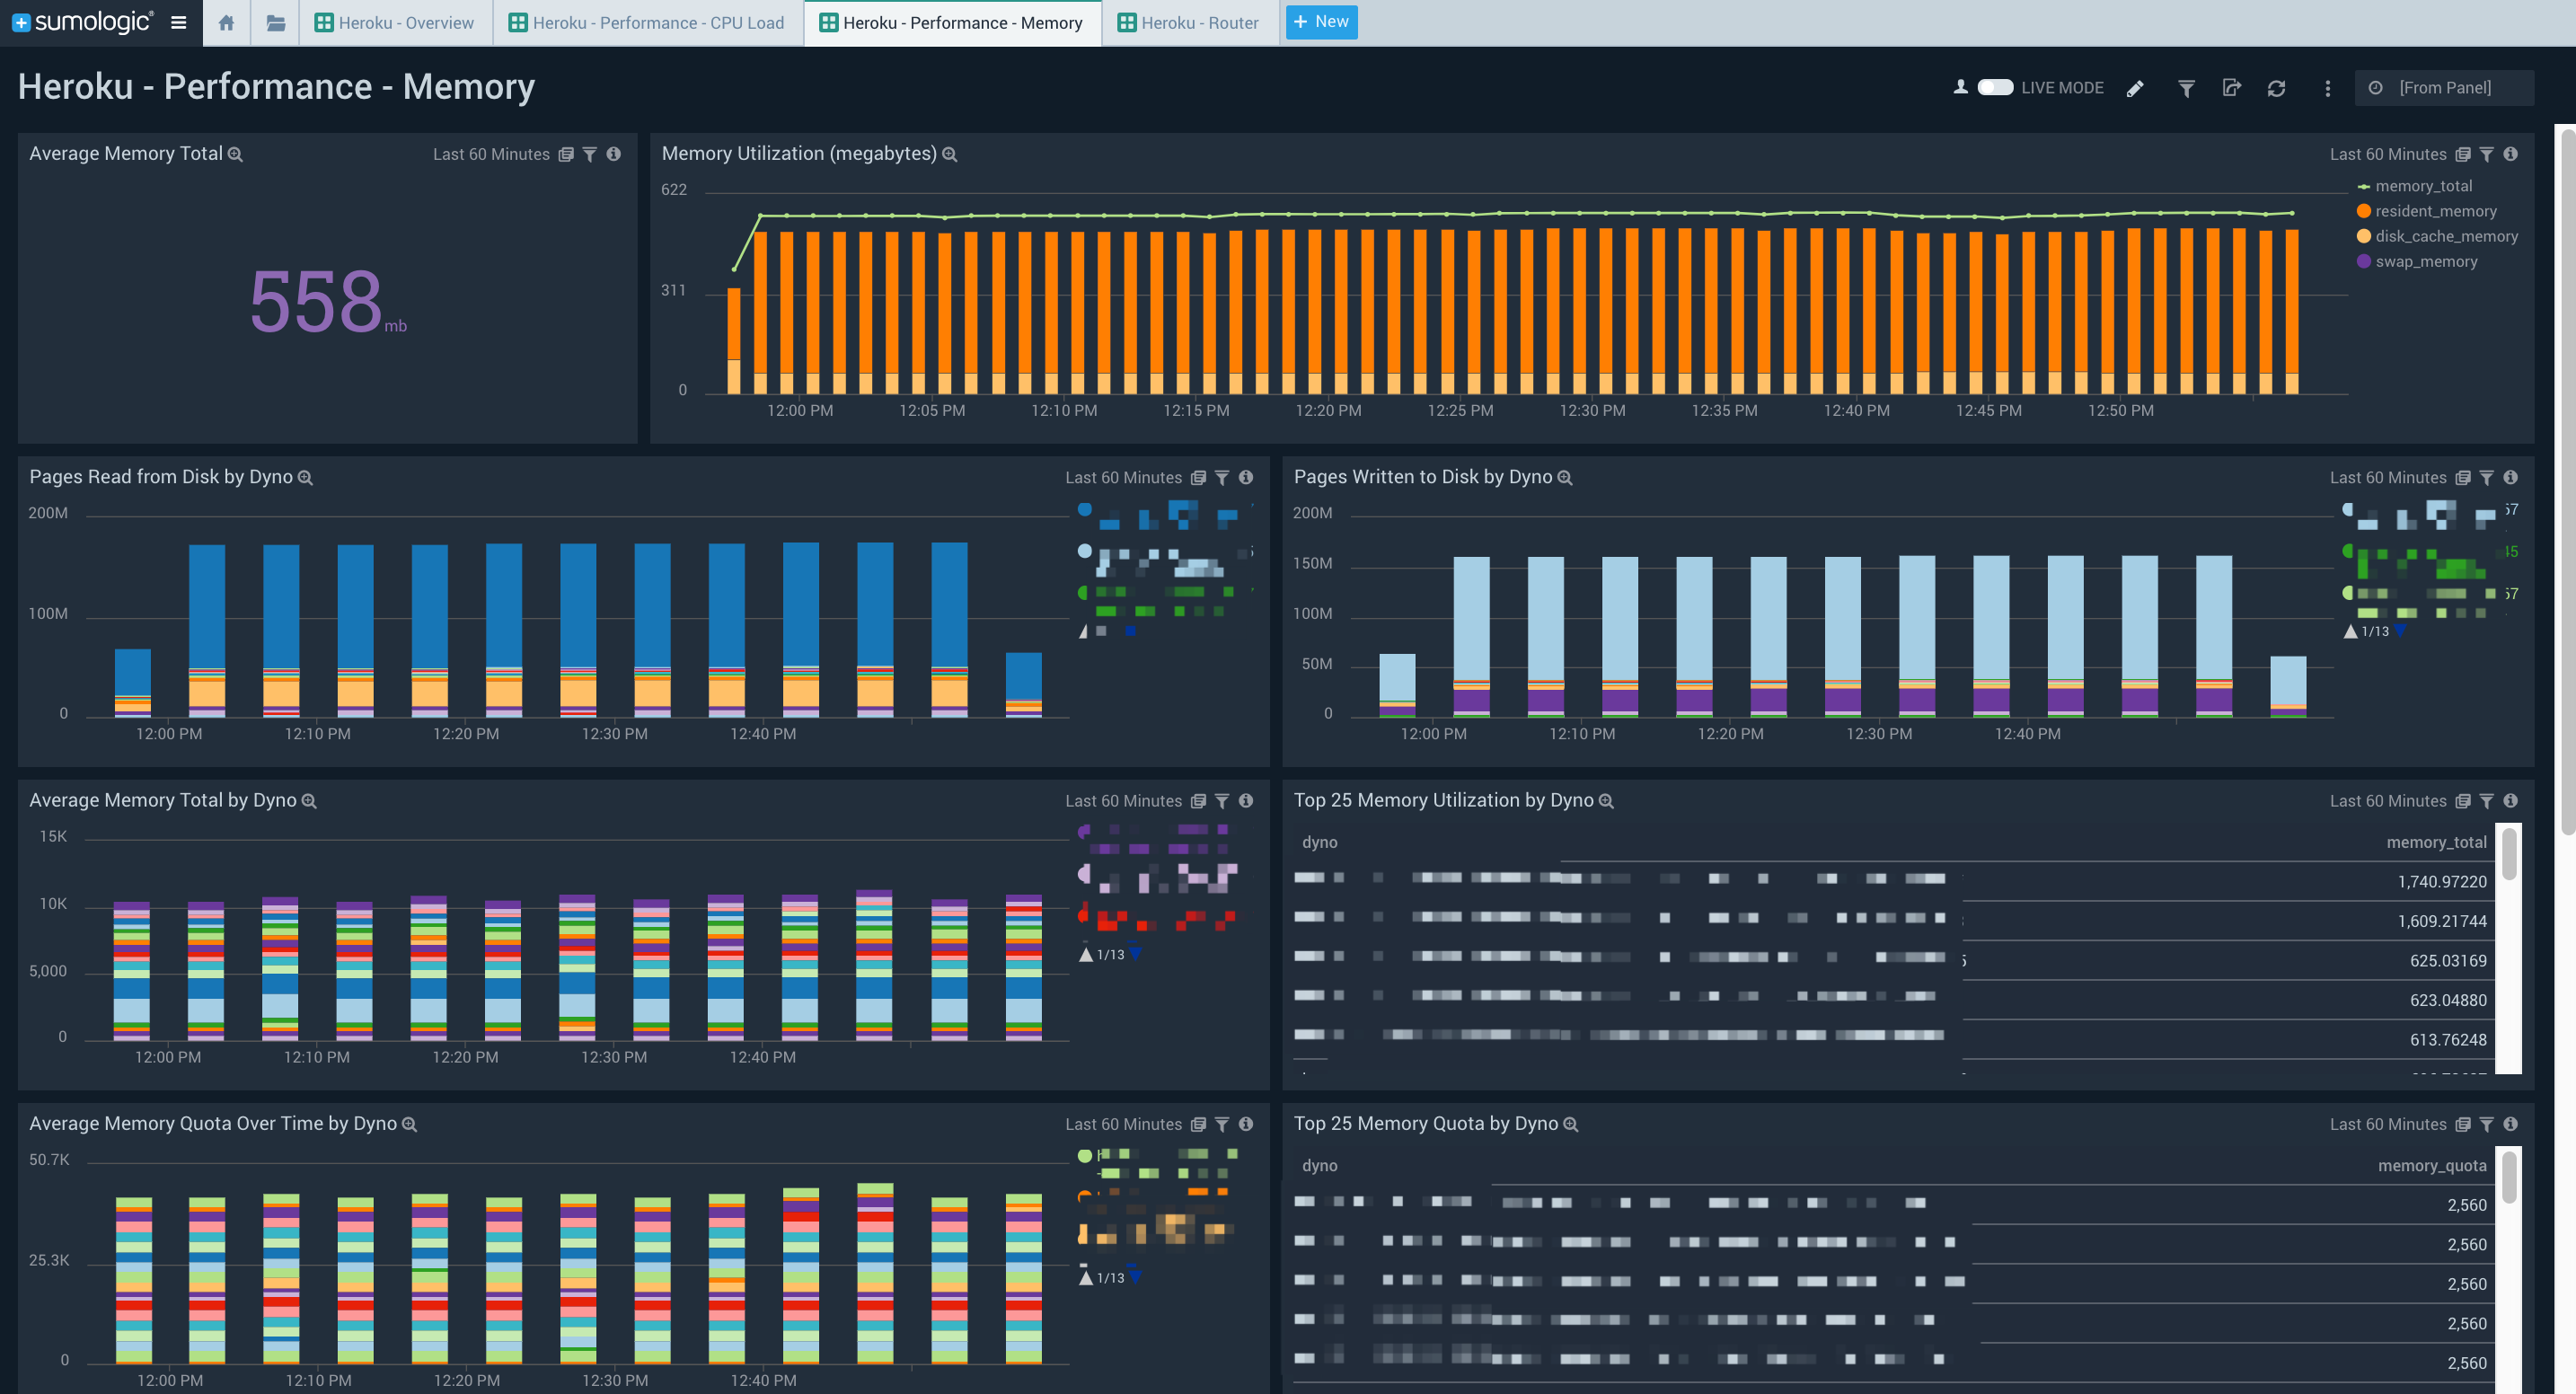 sumologic
Heroku - Overview
Heroku - Performance - CPU Load
Heroku - Performance - Memory
Heroku - Router
+ New
Heroku - Performance - Memory
LIVE MODE
[From Panel]
Average Memory Total
Last 60 Minutes
558 mb
Memory Utilization (megabytes)
Last 60 Minutes
622
311
0
12:00 PM 12:05 PM 12:10 PM 12:15 PM 12:20 PM 12:25 PM 12:30 PM 12:35 PM 12:40 PM 12:45 PM 12:50 PM
memory_total
resident_memory
disk_cache_memory
swap_memory
Pages Read from Disk by Dyno
Last 60 Minutes
200M
100M
0
12:00 PM 12:10 PM 12:20 PM 12:30 PM 12:40 PM
Pages Written to Disk by Dyno
Last 60 Minutes
200M
150M
100M
50M
0
12:00 PM 12:10 PM 12:20 PM 12:30 PM 12:40 PM
1/13
Average Memory Total by Dyno
Last 60 Minutes
15K
10K
5,000
0
12:00 PM 12:10 PM 12:20 PM 12:30 PM 12:40 PM
1/13
Top 25 Memory Utilization by Dyno
Last 60 Minutes
dyno memory_total
1,740.97220
1,609.21744
625.03169
623.04880
613.76248
Average Memory Quota Over Time by Dyno
Last 60 Minutes
50.7K
25.3K
0
12:00 PM 12:10 PM 12:20 PM 12:30 PM 12:40 PM
1/13
Top 25 Memory Quota by Dyno
Last 60 Minutes
dyno memory_quota
2,560
2,560
2,560
2,560
2,560